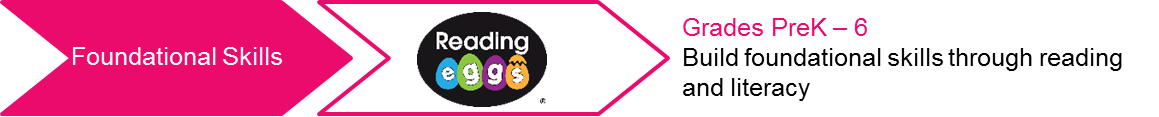 Foundational Skills
Reading
eggs
®
Grades PreK – 6
Build foundational skills through reading
and literacy